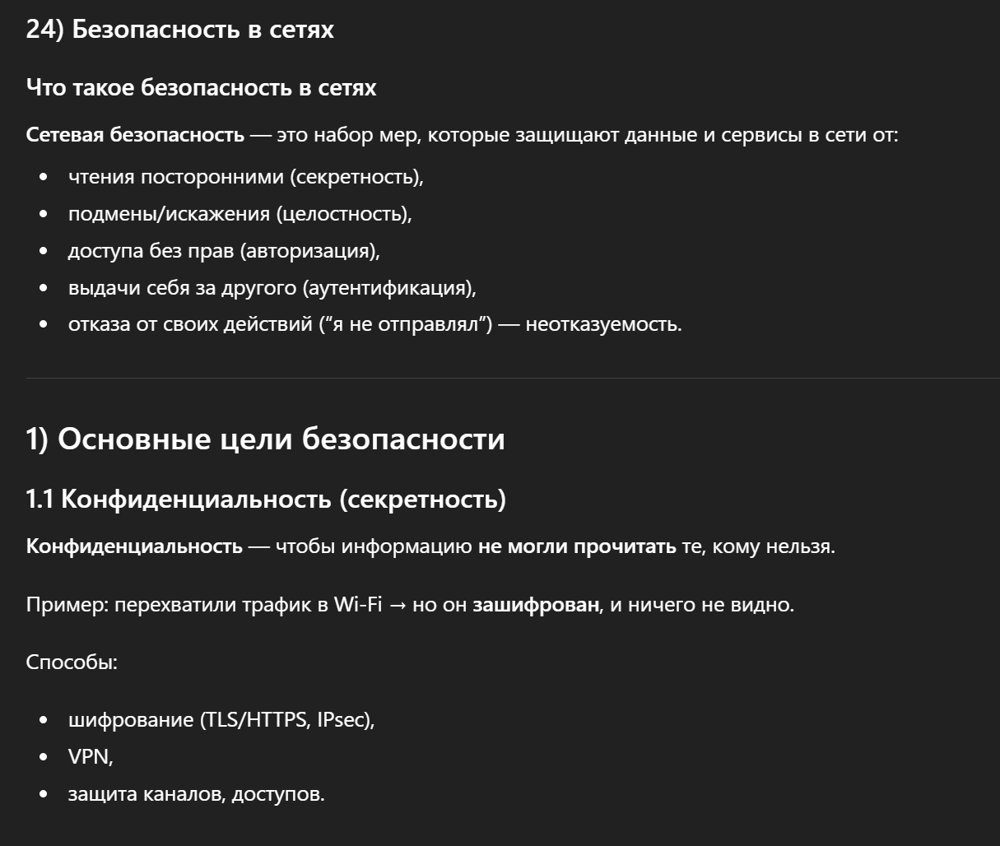 24) Безопасность в сетях
Что такое безопасность в сетях
Сетевая безопасность — это набор мер, которые защищают данные и сервисы в сети от:
• чтения посторонними (секретность),
• подмены/искажения (целостность),
• доступа без прав (авторизация),
• выдачи себя за другого (аутентификация),
• отказа от своих действий (“я не отправлял”) — неотказуемость.
1) Основные цели безопасности
1.1 Конфиденциальность (секретность)
Конфиденциальность — чтобы информацию не могли прочитать те, кому нельзя.
Пример: перехватили трафик в Wi-Fi → но он зашифрован, и ничего не видно.
Способы:
• шифрование (TLS/HTTPS, IPsec),
• VPN,
• защита каналов, доступов.